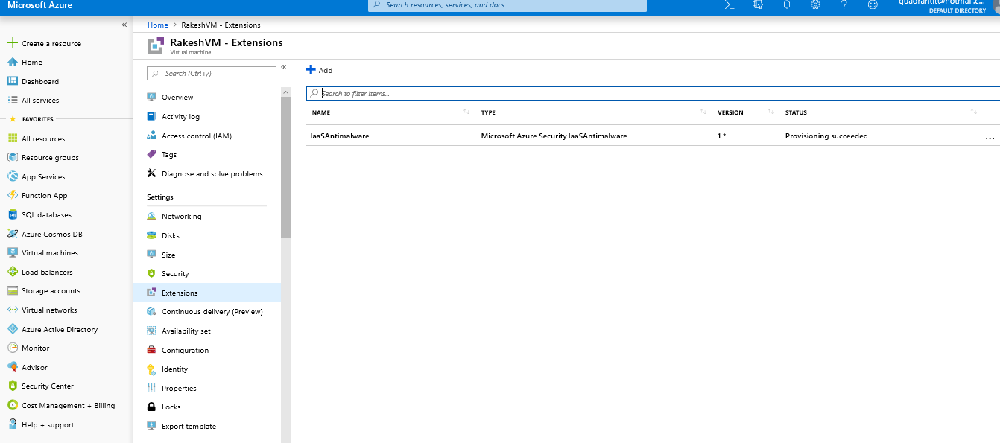 Microsoft Azure
Search resources, services, and docs
quadrantit@hotmail.c...
DEFAULT DIRECTORY
«
Create a resource
Home
Dashboard
All services
FAVORITES
All resources
Resource groups
App Services
Function App
SQL databases
Azure Cosmos DB
Virtual machines
Load balancers
Storage accounts
Virtual networks
Azure Active Directory
Monitor
Advisor
Security Center
Cost Management + Billing
Help + support
Home > RakeshVM - Extensions
RakeshVM - Extensions
Virtual machine
Search (Ctrl+/)
«
Overview
Activity log
Access control (IAM)
Tags
Diagnose and solve problems
Settings
Networking
Disks
Size
Security
Extensions
Continuous delivery (Preview)
Availability set
Configuration
Identity
Properties
Locks
Export template
Add
Search to filter items...
NAME TYPE VERSION STATUS
IaaSAntimalware Microsoft.Azure.Security.IaaSAntimalware 1.* Provisioning succeeded ...